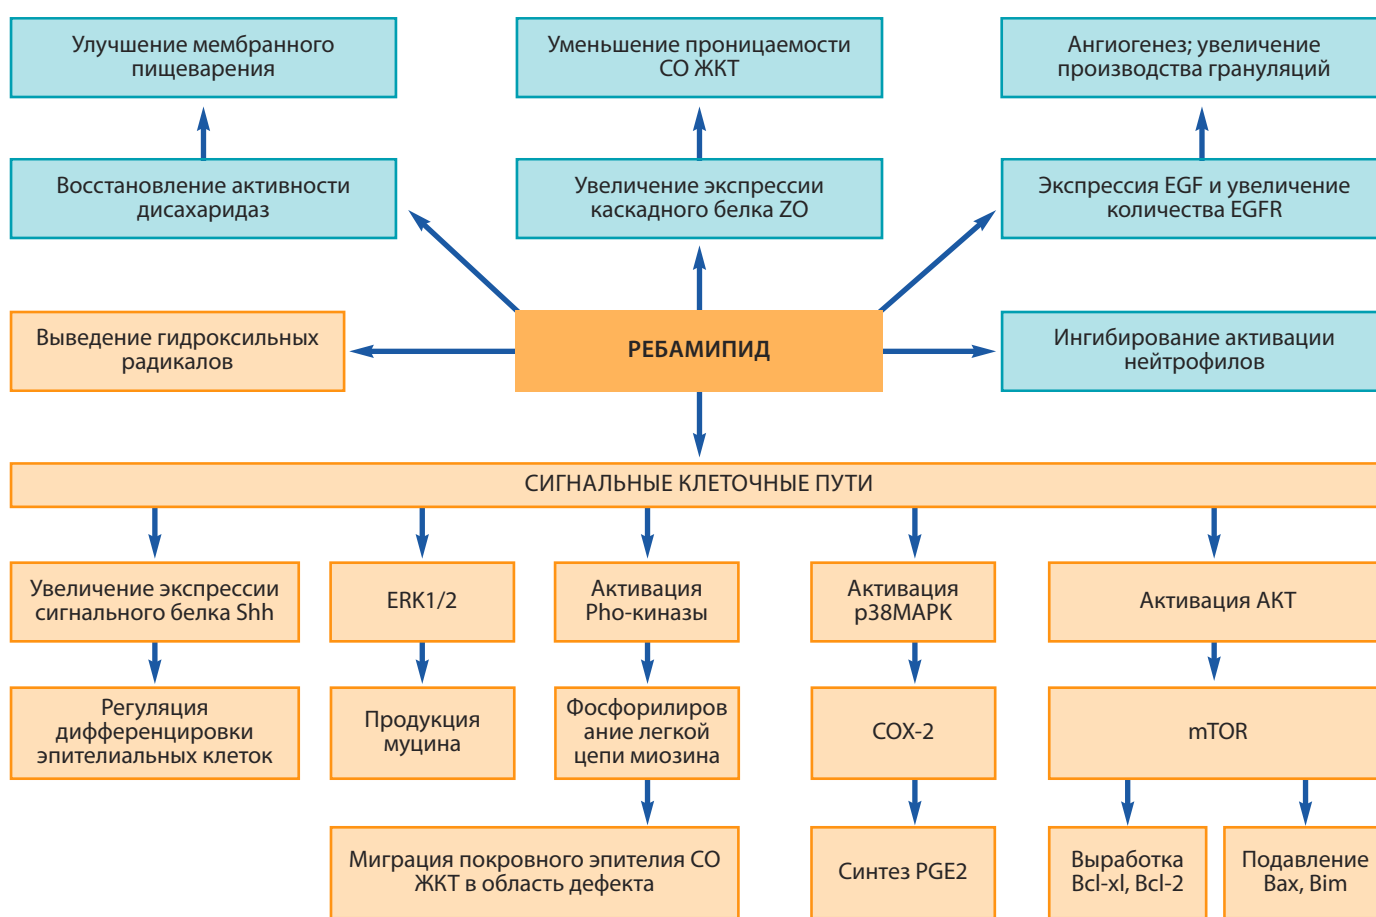 Улучшение мембранного
пищеварения
Уменьшение проницаемости
СО ЖКТ
Ангиогенез; увеличение
производства грануляций
Восстановление активности
дисахаридаз
Увеличение экспрессии
каскадного белка ZO
Экспрессия EGF и увеличение
количества EGFR
Выведение гидроксильных
радикалов
РЕБАМИПИД
Ингибирование активации
нейтрофилов
СИГНАЛЬНЫЕ КЛЕТОЧНЫЕ ПУТИ
Увеличение экспрессии
сигнального белка Shh
ERK1/2
Активация
Pho-киназы
Активация
p38MAPK
Активация АКТ
Регуляция
дифференцировки
эпителиальных клеток
Продукция
муцина
Фосфорилиров
ание легкой
цепи миозина
COX-2
mTOR
Миграция покровного эпителия СО
ЖКТ в область дефекта
Синтез PGE2
Выработка
Bcl-xl, Bcl-2
Подавление
Bax, Bim